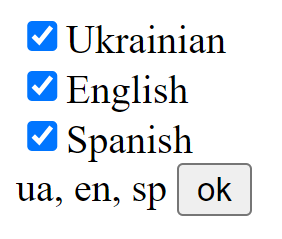 Ukrainian
English
Spanish
ua, en, sp ok